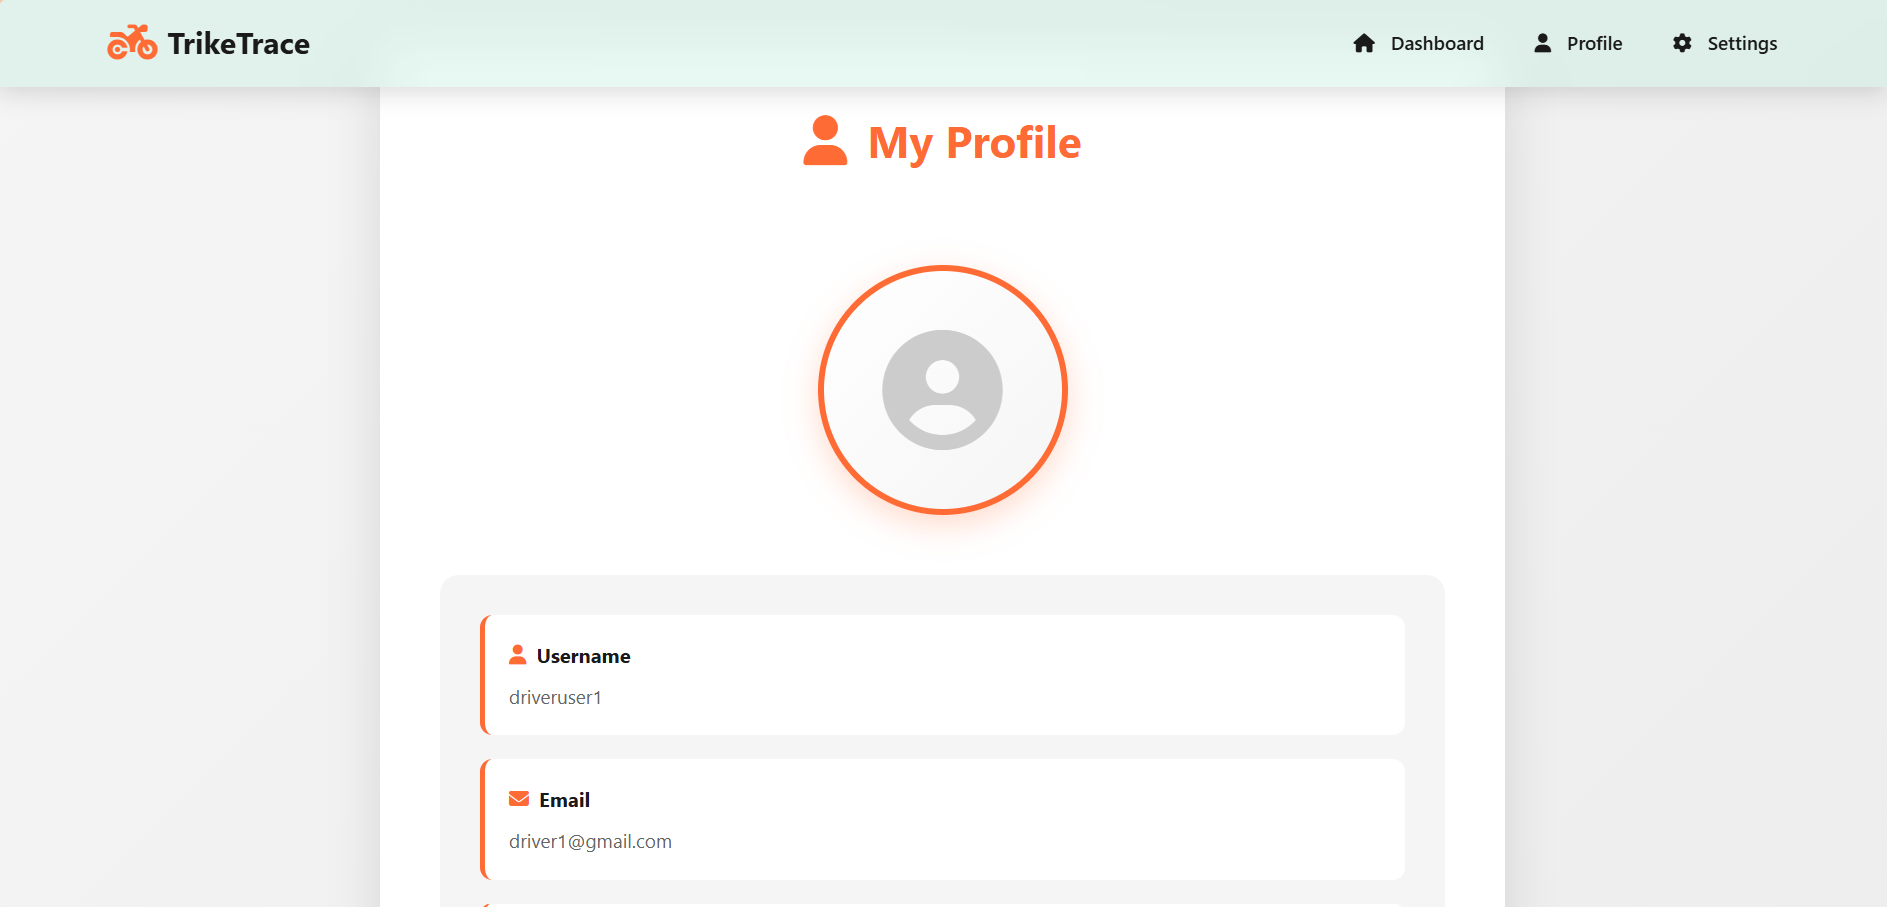 TrikeTrace
Dashboard
Profile
Settings
My Profile
Username
driveruser1
Email
driver1@gmail.com